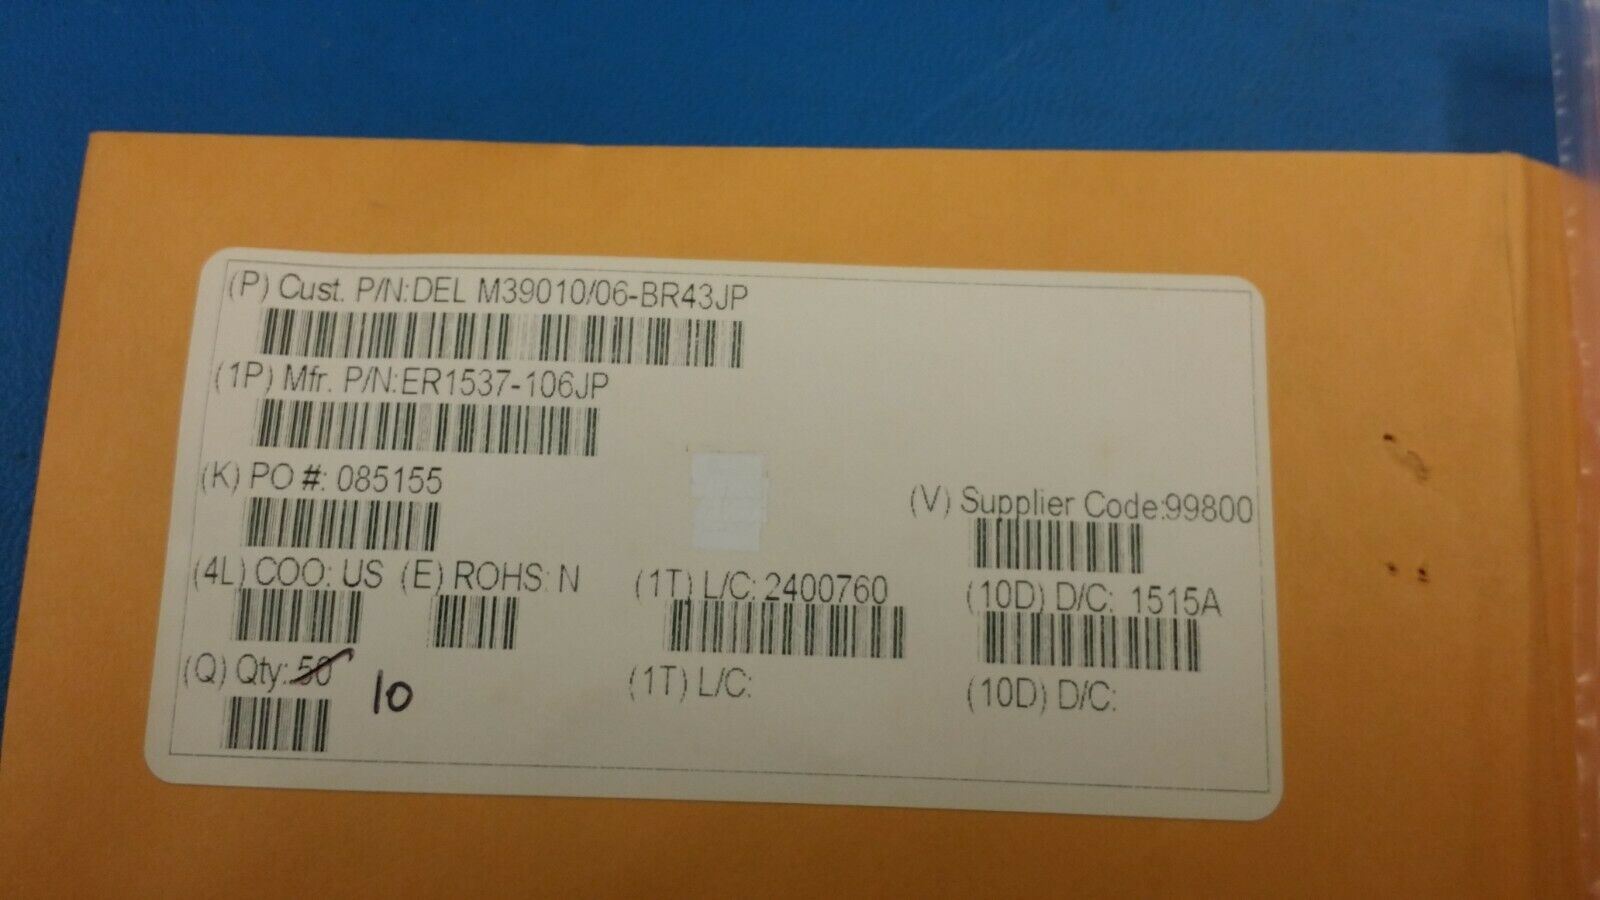 (P) Cust. P/N:DEL M39010/06-BR43JP
(1P) Mfr. P/N:ER1537-106JP
(K) PO #: 085155
(V) Supplier Code:99800
(4L) COO: US (E) ROHS: N (1T) L/C: 2400760 (10D) D/C: 1515A
(Q) Qty: 50 10 (1T) L/C: (10D) D/C: